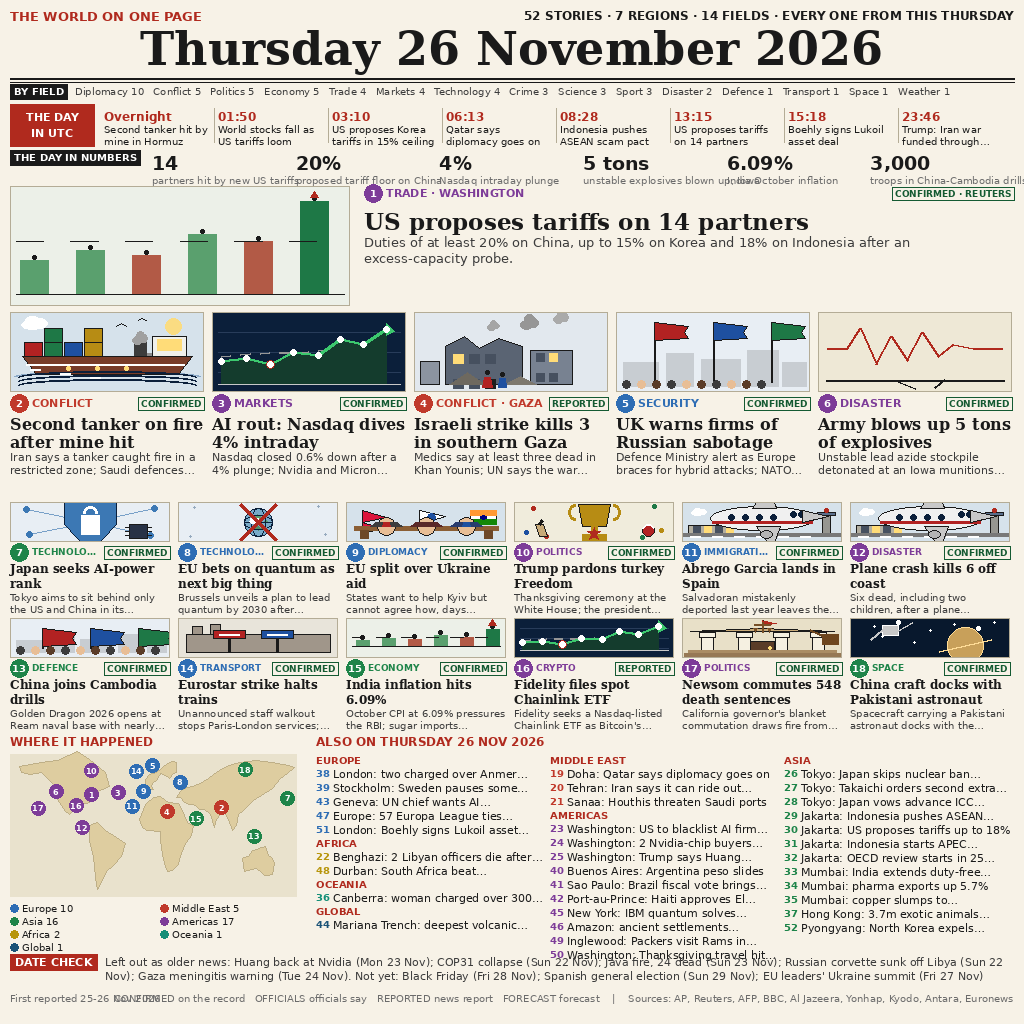 THE WORLD ON ONE PAGE
52 STORIES · 7 REGIONS · 14 FIELDS · EVERY ONE FROM THIS THURSDAY
Thursday 26 November 2026
BY FIELD Diplomacy 10 Conflict 5 Politics 5 Economy 5 Trade 4 Markets 4 Technology 4 Crime 3 Science 3 Sport 3 Disaster 2 Defence 1 Transport 1 Space 1 Weather 1
THE DAY
IN UTC
Overnight
Second tanker hit by
mine in Hormuz
01:50
World stocks fall as
US tariffs loom
03:10
US proposes Korea
tariffs in 15% ceiling
06:13
Qatar says
diplomacy goes on
08:28
Indonesia pushes
ASEAN scam pact
13:15
US proposes tariffs
on 14 partners
15:18
Boehly signs Lukoil
asset deal
23:46
Trump: Iran war
funded through…
THE DAY IN NUMBERS
14
partners hit by new US tariffs
20%
proposed tariff floor on China
4%
Nasdaq intraday plunge
5 tons
unstable explosives blown up, Iowa
6.09%
India October inflation
3,000
troops in China-Cambodia drills
1 TRADE · WASHINGTON
CONFIRMED · REUTERS
US proposes tariffs on 14 partners
Duties of at least 20% on China, up to 15% on Korea and 18% on Indonesia after an
excess-capacity probe.
2 CONFLICT CONFIRMED
Second tanker on fire
after mine hit
Iran says a tanker caught fire in a
restricted zone; Saudi defences…
3 MARKETS CONFIRMED
AI rout: Nasdaq dives
4% intraday
Nasdaq closed 0.6% down after a
4% plunge; Nvidia and Micron…
4 CONFLICT · GAZA REPORTED
Israeli strike kills 3
in southern Gaza
Medics say at least three dead in
Khan Younis; UN says the war…
5 SECURITY CONFIRMED
UK warns firms of
Russian sabotage
Defence Ministry alert as Europe
braces for hybrid attacks; NATO…
6 DISASTER CONFIRMED
Army blows up 5 tons
of explosives
Unstable lead azide stockpile
detonated at an Iowa munitions…
7 TECHNOLO… CONFIRMED
Japan seeks AI-power
rank
Tokyo aims to sit behind only
the US and China in its…
8 TECHNOLO… CONFIRMED
EU bets on quantum as
next big thing
Brussels unveils a plan to lead
quantum by 2030 after…
9 DIPLOMACY CONFIRMED
EU split over Ukraine
aid
States want to help Kyiv but
cannot agree how, days…
10 POLITICS CONFIRMED
Trump pardons turkey
Freedom
Thanksgiving ceremony at the
White House; the president…
11 IMMIGRATI… CONFIRMED
Abrego Garcia lands in
Spain
Salvadoran mistakenly
deported last year leaves the…
12 DISASTER CONFIRMED
Plane crash kills 6 off
coast
Six dead, including two
children, after a plane…
13 DEFENCE CONFIRMED
China joins Cambodia
drills
Golden Dragon 2026 opens at
Ream naval base with nearly…
14 TRANSPORT CONFIRMED
Eurostar strike halts
trains
Unannounced staff walkout
stops Paris-London services;…
15 ECONOMY CONFIRMED
India inflation hits
6.09%
October CPI at 6.09% pressures
the RBI; sugar imports…
16 CRYPTO REPORTED
Fidelity files spot
Chainlink ETF
Fidelity seeks a Nasdaq-listed
Chainlink ETF as Bitcoin's…
17 POLITICS CONFIRMED
Newsom commutes 548
death sentences
California governor's blanket
commutation draws fire from…
18 SPACE CONFIRMED
China craft docks with
Pakistani astronaut
Spacecraft carrying a Pakistani
astronaut docks with the…
WHERE IT HAPPENED
10 14 5 8 18 6 17 1 16 3 9 11 12 4 2 15 7 13
Europe 10
Middle East 5
Asia 16
Americas 17
Africa 2
Oceania 1
Global 1
ALSO ON THURSDAY 26 NOV 2026
EUROPE
38 London: two charged over Anmer…
39 Stockholm: Sweden pauses some…
43 Geneva: UN chief wants AI…
47 Europe: 57 Europa League ties…
51 London: Boehly signs Lukoil asset…
AFRICA
22 Benghazi: 2 Libyan officers die after…
48 Durban: South Africa beat…
OCEANIA
36 Canberra: woman charged over 300…
GLOBAL
44 Mariana Trench: deepest volcanic…
MIDDLE EAST
19 Doha: Qatar says diplomacy goes on
20 Tehran: Iran says it can ride out…
21 Sanaa: Houthis threaten Saudi ports
AMERICAS
23 Washington: US to blacklist AI firm…
24 Washington: 2 Nvidia-chip buyers…
25 Washington: Trump says Huang…
40 Buenos Aires: Argentina peso slides
41 Sao Paulo: Brazil fiscal vote brings…
42 Port-au-Prince: Haiti approves El…
45 New York: IBM quantum solves…
46 Amazon: ancient settlements…
49 Inglewood: Packers visit Rams in…
50 Washington: Thanksgiving travel hit…
ASIA
26 Tokyo: Japan skips nuclear ban…
27 Tokyo: Takaichi orders second extra…
28 Tokyo: Japan vows advance ICC…
29 Jakarta: Indonesia pushes ASEAN…
30 Jakarta: US proposes tariffs up to 18%
31 Jakarta: Indonesia starts APEC…
32 Jakarta: OECD review starts in 25…
33 Mumbai: India extends duty-free…
34 Mumbai: pharma exports up 5.7%
35 Mumbai: copper slumps to…
37 Hong Kong: 3.7m exotic animals…
52 Pyongyang: North Korea expels…
DATE CHECK
Left out as older news: Huang back at Nvidia (Mon 23 Nov); COP31 collapse (Sun 22 Nov); Java fire, 24 dead (Sun 23 Nov); Russian corvette sunk off Libya (Sun 22
Nov); Gaza meningitis warning (Tue 24 Nov). Not yet: Black Friday (Fri 28 Nov); Spanish general election (Sun 29 Nov); EU leaders' Ukraine summit (Fri 27 Nov)
First reported 25-26 Nov 2026 CONFIRMED on the record OFFICIALS officials say REPORTED news report FORECAST forecast | Sources: AP, Reuters, AFP, BBC, Al Jazeera, Yonhap, Kyodo, Antara, Euronews